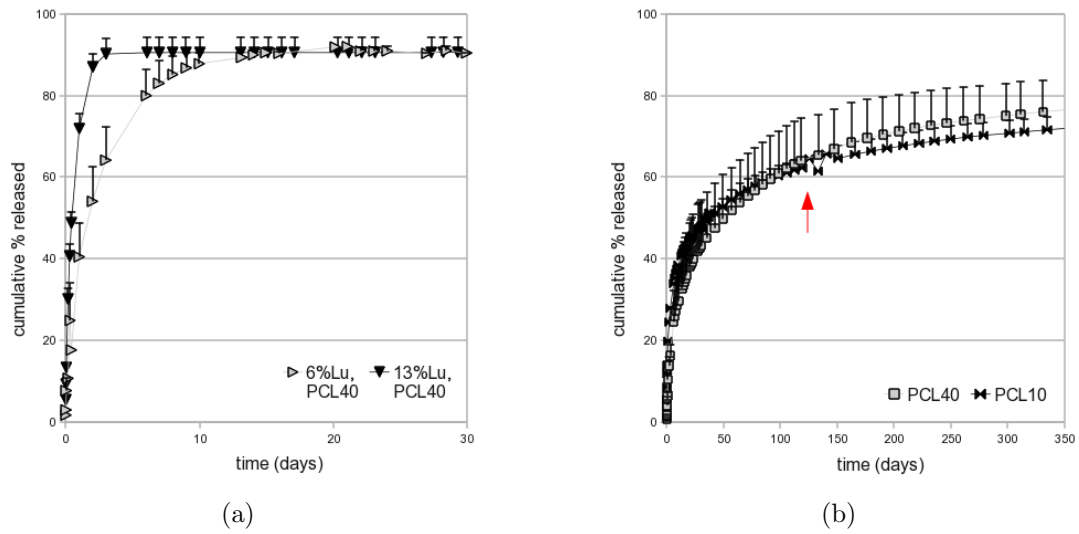 100
80
60
40
20
0
cumulative % released
6%Lu, PCL40
13%Lu, PCL40
0 10 20 30
time (days)
(a)
100
80
60
40
20
0
cumulative % released
PCL40 PCL10
0 50 100 150 200 250 300 350
time (days)
(b)